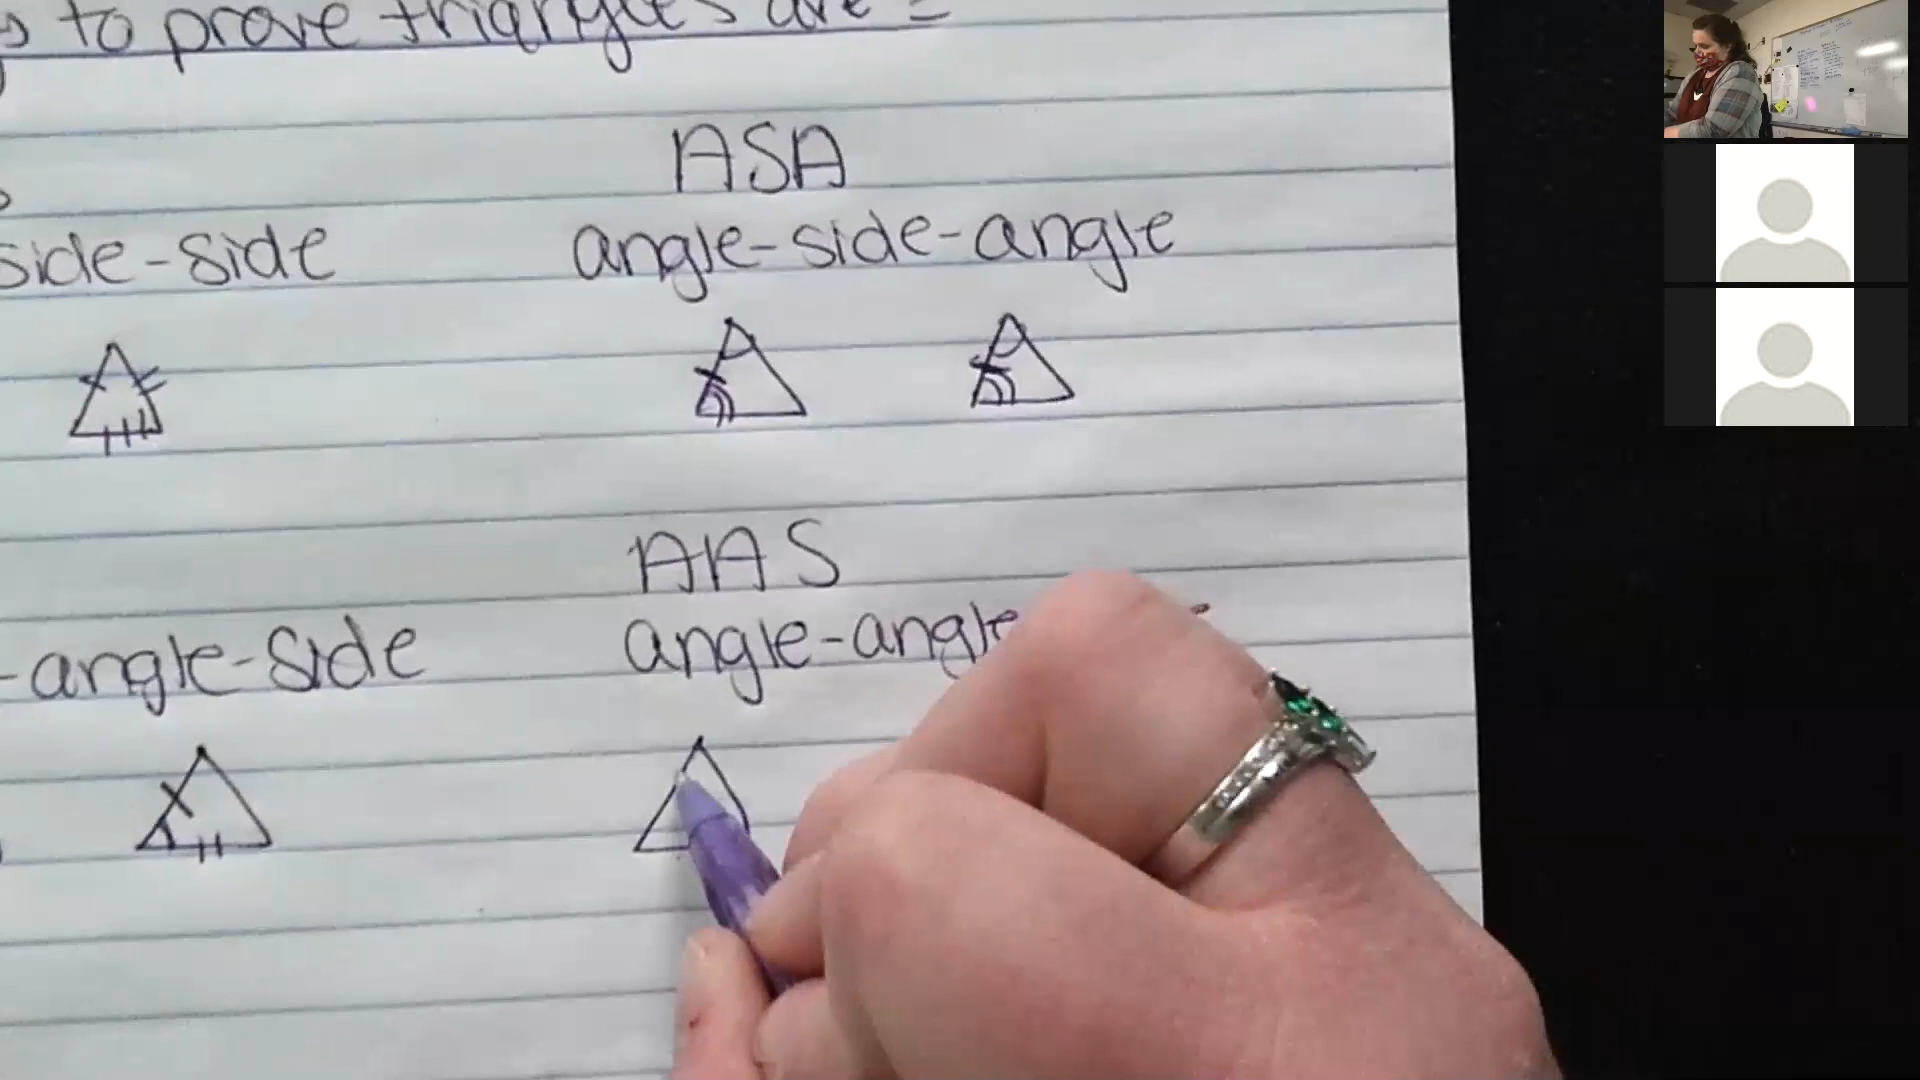 to prove triangles are =
ASA
side-side
angle-side-angle
AAS
-angle-side
angle-angle